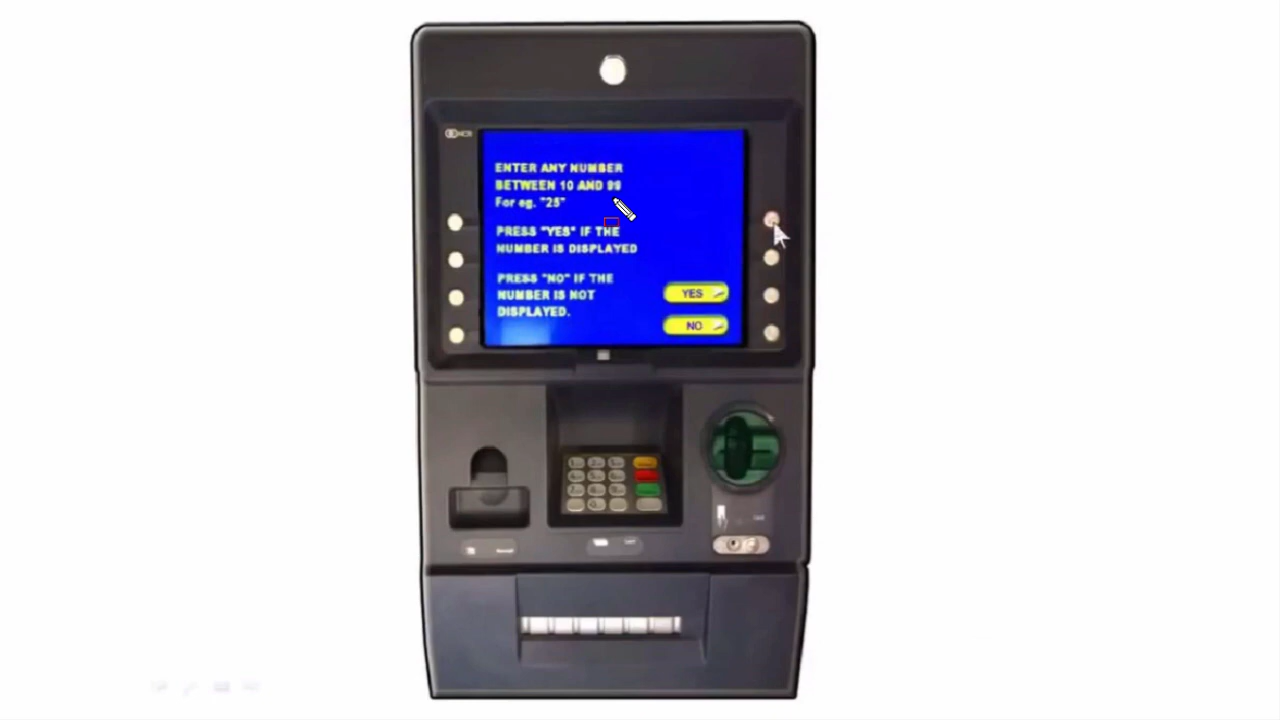 ENTER ANY NUMBER
BETWEEN 10 AND 99
For eg. "25"
PRESS "YES" IF THE
NUMBER IS DISPLAYED
PRESS "NO" IF THE
NUMBER IS NOT
DISPLAYED.
YES
NO